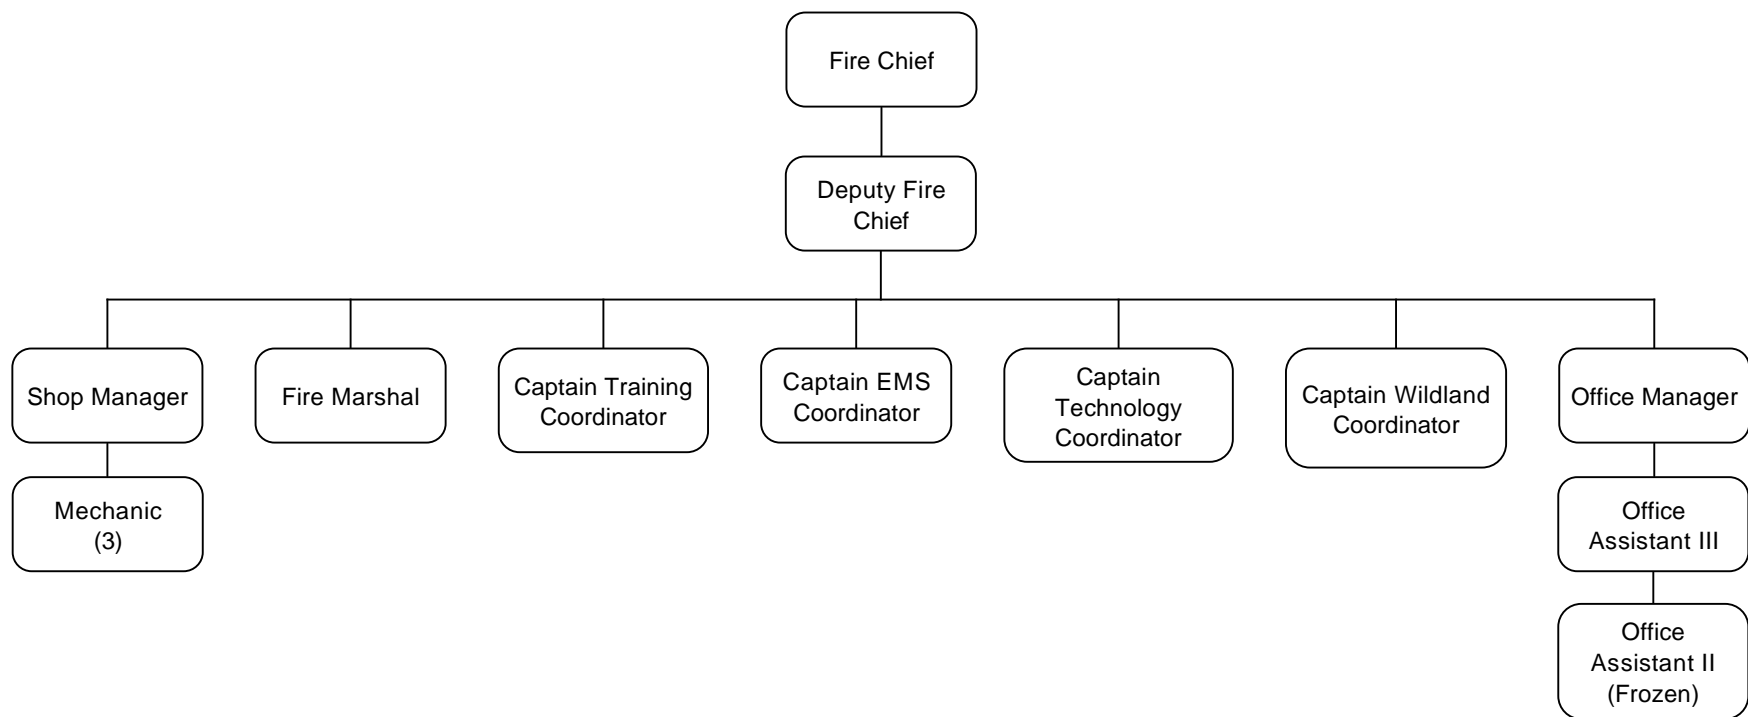 Fire Chief
Deputy Fire
Chief
Shop Manager
Fire Marshal
Captain Training
Coordinator
Captain EMS
Coordinator
Captain
Technology
Coordinator
Captain Wildland
Coordinator
Office Manager
Mechanic
(3)
Office
Assistant III
Office
Assistant II
(Frozen)